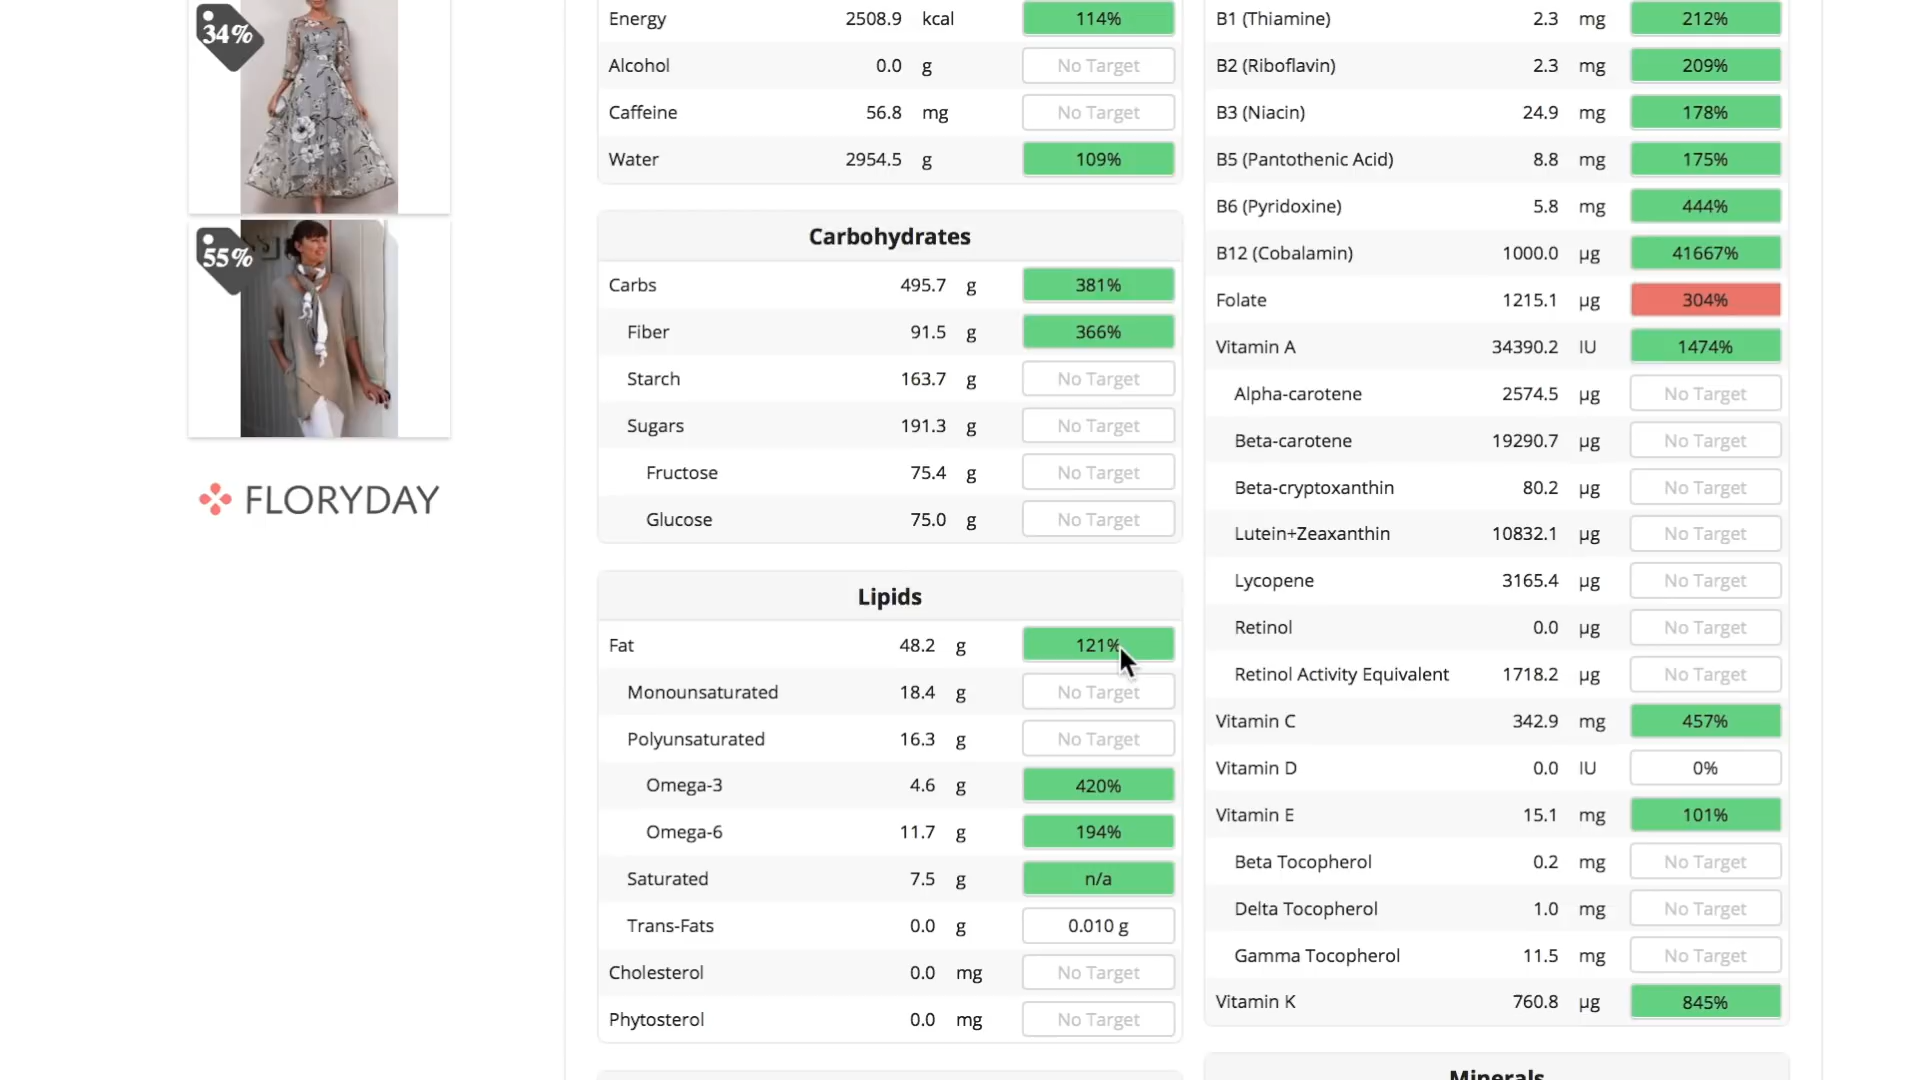 34%
55%
FLORYDAY
Energy 2508.9 kcal 114%
Alcohol 0.0 g No Target
Caffeine 56.8 mg No Target
Water 2954.5 g 109%
Carbohydrates
Carbs 495.7 g 381%
Fiber 91.5 g 366%
Starch 163.7 g No Target
Sugars 191.3 g No Target
Fructose 75.4 g No Target
Glucose 75.0 g No Target
Lipids
Fat 48.2 g 121%
Monounsaturated 18.4 g No Target
Polyunsaturated 16.3 g No Target
Omega-3 4.6 g 420%
Omega-6 11.7 g 194%
Saturated 7.5 g n/a
Trans-Fats 0.0 g 0.010 g
Cholesterol 0.0 mg No Target
Phytosterol 0.0 mg No Target
B1 (Thiamine) 2.3 mg 212%
B2 (Riboflavin) 2.3 mg 209%
B3 (Niacin) 24.9 mg 178%
B5 (Pantothenic Acid) 8.8 mg 175%
B6 (Pyridoxine) 5.8 mg 444%
B12 (Cobalamin) 1000.0 µg 41667%
Folate 1215.1 µg 304%
Vitamin A 34390.2 IU 1474%
Alpha-carotene 2574.5 µg No Target
Beta-carotene 19290.7 µg No Target
Beta-cryptoxanthin 80.2 µg No Target
Lutein+Zeaxanthin 10832.1 µg No Target
Lycopene 3165.4 µg No Target
Retinol 0.0 µg No Target
Retinol Activity Equivalent 1718.2 µg No Target
Vitamin C 342.9 mg 457%
Vitamin D 0.0 IU 0%
Vitamin E 15.1 mg 101%
Beta Tocopherol 0.2 mg No Target
Delta Tocopherol 1.0 mg No Target
Gamma Tocopherol 11.5 mg No Target
Vitamin K 760.8 µg 845%
Minerals